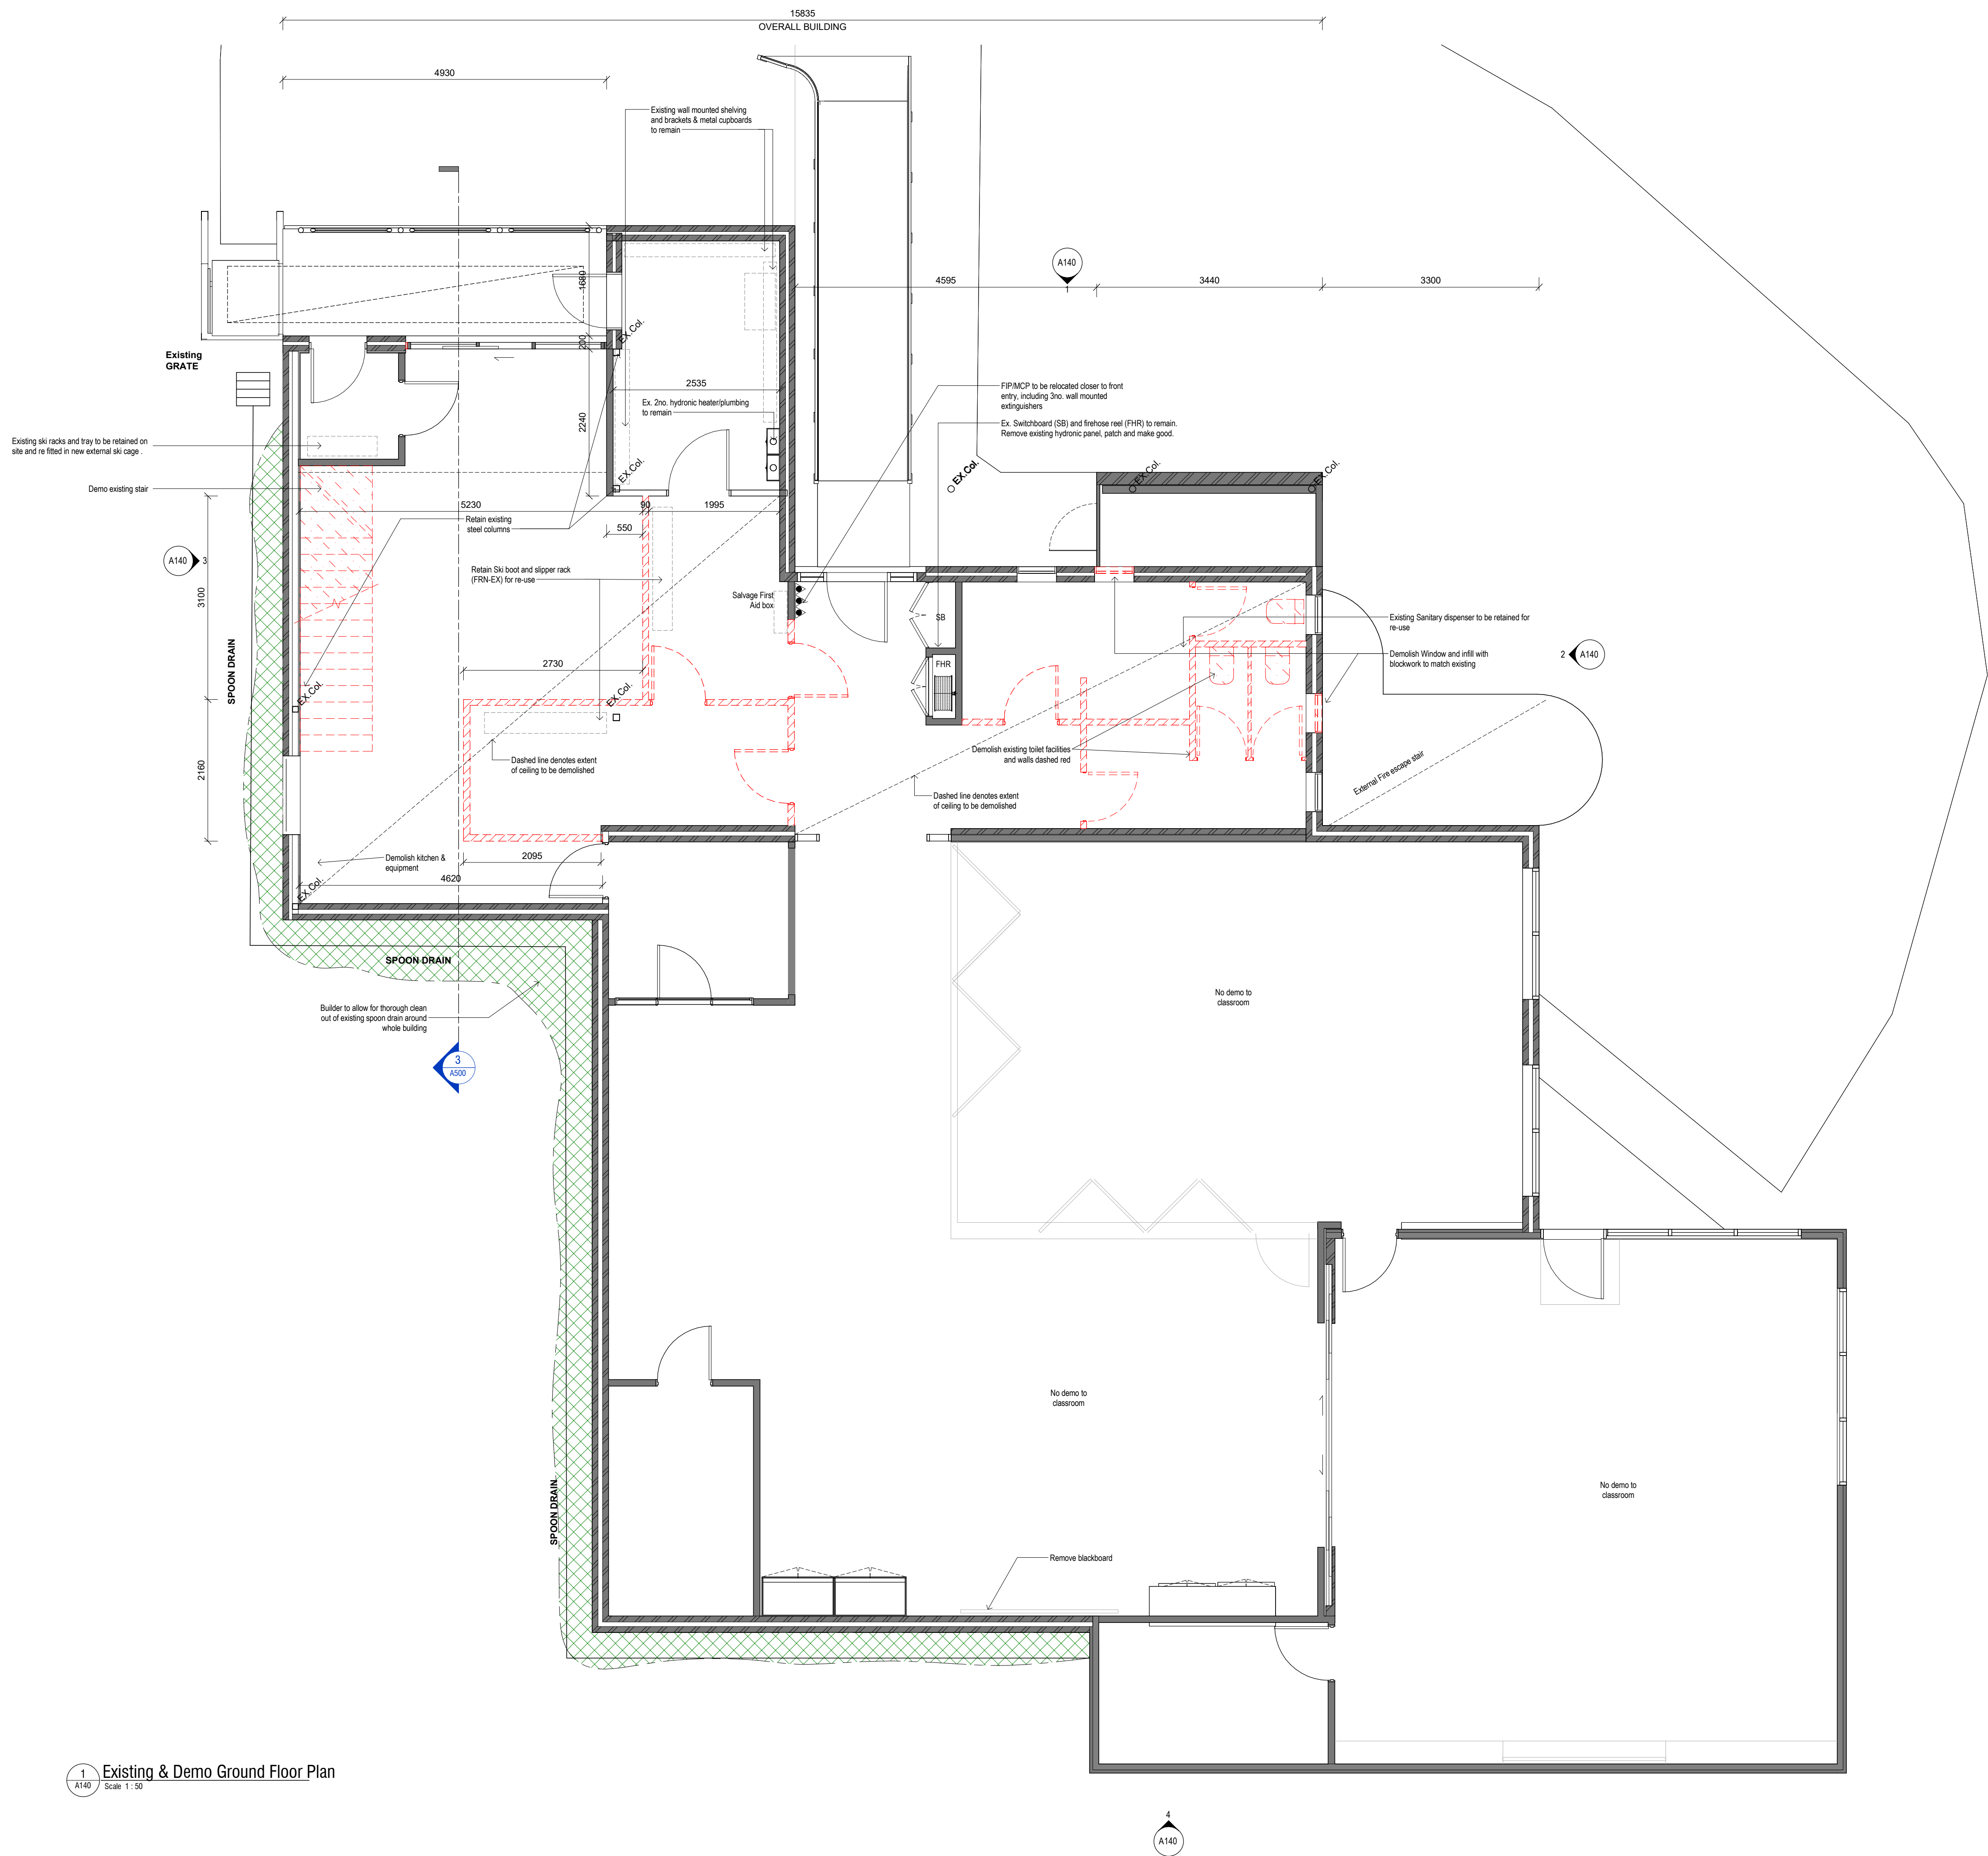 15835
OVERALL BUILDING
4930
Existing wall mounted shelving
and brackets & metal cupboards
to remain
1680
4595
A140
1
3440
3300
Existing
GRATE
200
EX.Col.
2535
Ex. 2no. hydronic heater/plumbing
to remain
2240
FIP/MCP to be relocated closer to front
entry, including 3no. wall mounted
extinguishers
Ex. Switchboard (SB) and firehose reel (FHR) to remain.
Remove existing hydronic panel, patch and make good.
Existing ski racks and tray to be retained on
site and re fitted in new external ski cage .
EX.Col.
EX.Col.
EX.Col.
EX.Col.
Demo existing stair
5230
90
1995
Retain existing
steel columns
550
A140
3
3100
Retain Ski boot and slipper rack
(FRN-EX) for re-use
Salvage First
Aid box
SB
Existing Sanitary dispenser to be retained for
re-use
SPOON DRAIN
2730
FHR
Demolish Window and infill with
blockwork to match existing
2
A140
EX.Col.
EX.Col.
2160
Dashed line denotes extent
of ceiling to be demolished
Demolish existing toilet facilities
and walls dashed red
External Fire escape stair
Dashed line denotes extent
of ceiling to be demolished
Demolish kitchen &
equipment
2095
4620
EX.Col.
SPOON DRAIN
Builder to allow for thorough clean
out of existing spoon drain around
whole building
No demo to
classroom
3
A500
No demo to
classroom
SPOON DRAIN
No demo to
classroom
Remove blackboard
1
A140
Existing & Demo Ground Floor Plan
Scale 1 : 50
4
A140